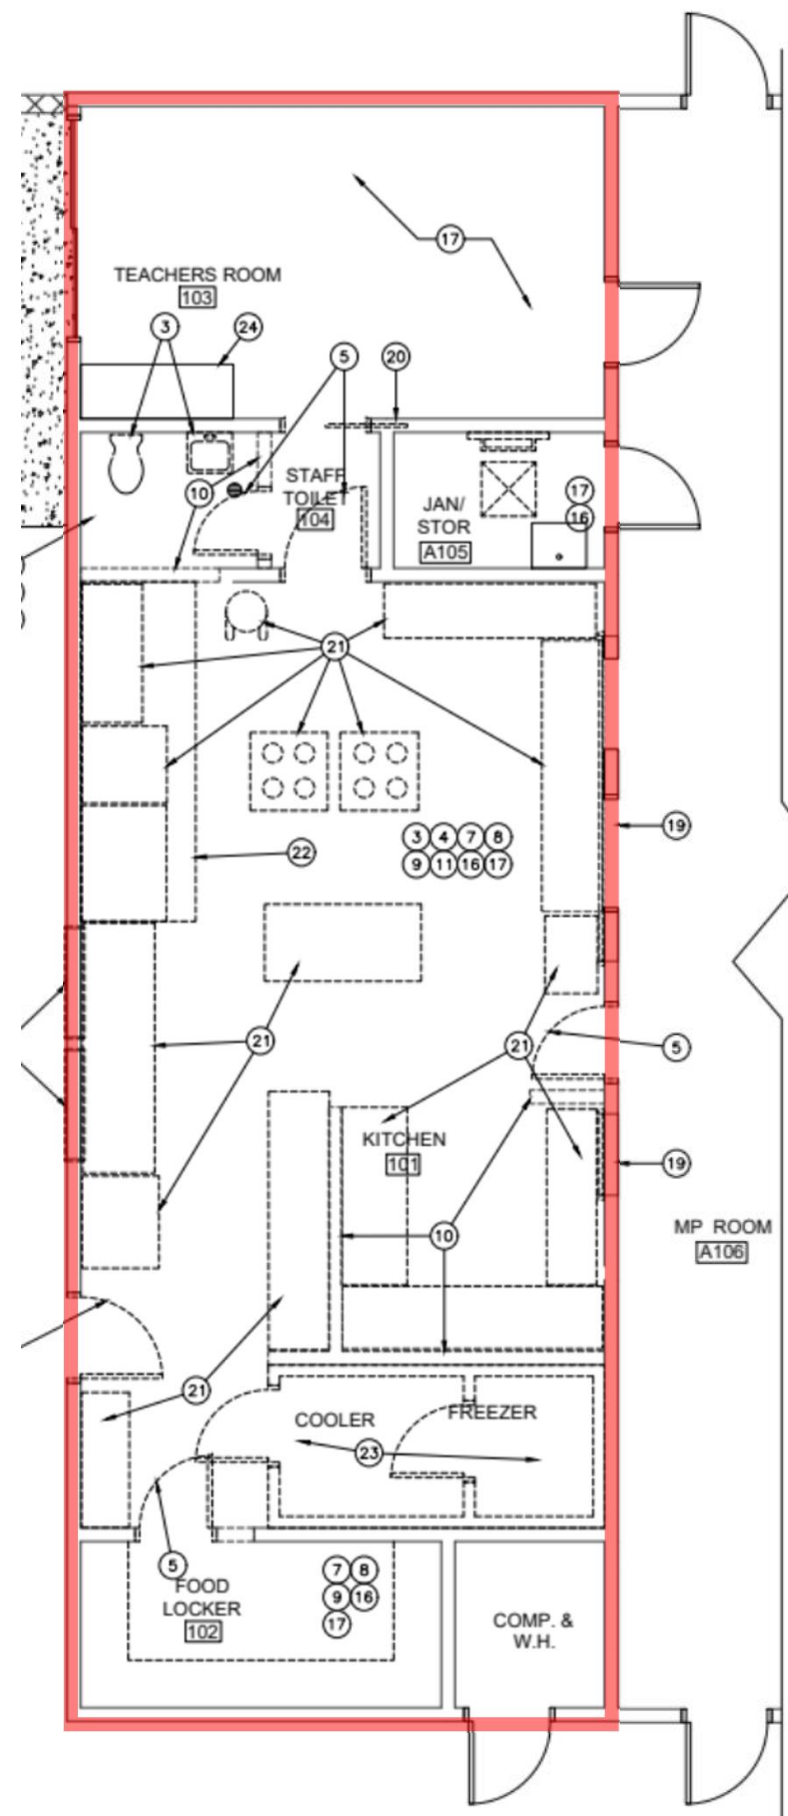 17
TEACHERS ROOM
103
3
24
5
20
10
STAFF
TOILET
104
JAN/
STOR
A105
17
16
21
3 4 7 8
9 11 16 17
19
22
21
21
5
KITCHEN
101
19
10
MP ROOM
A106
21
COOLER
FREEZER
23
5
FOOD
LOCKER
102
7 8
9 16
17
COMP. &
W.H.